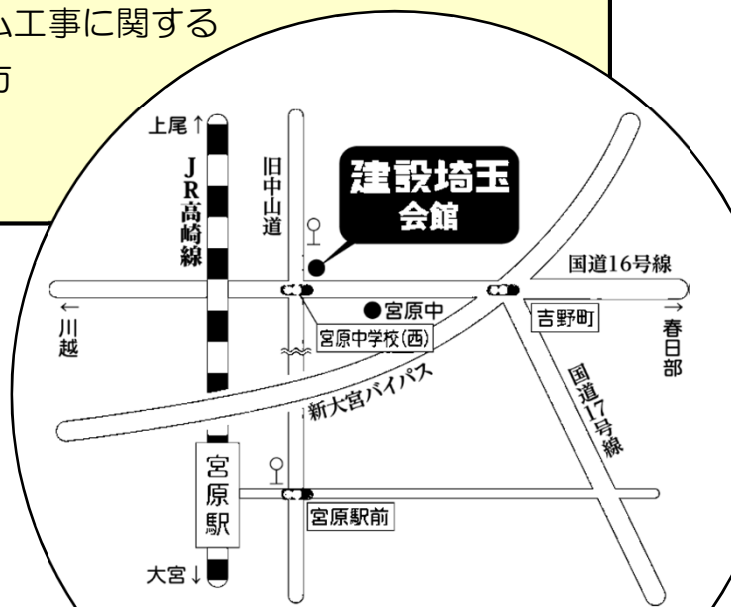 ム工事に関する
上尾↑
JR高崎線
旧中山道
建設埼玉
会館
国道16号線
←川越
●宮原中
宮原中学校(西)
吉野町
→春日部
新大宮バイパス
国道17号線
宮原駅
宮原駅前
大宮↓